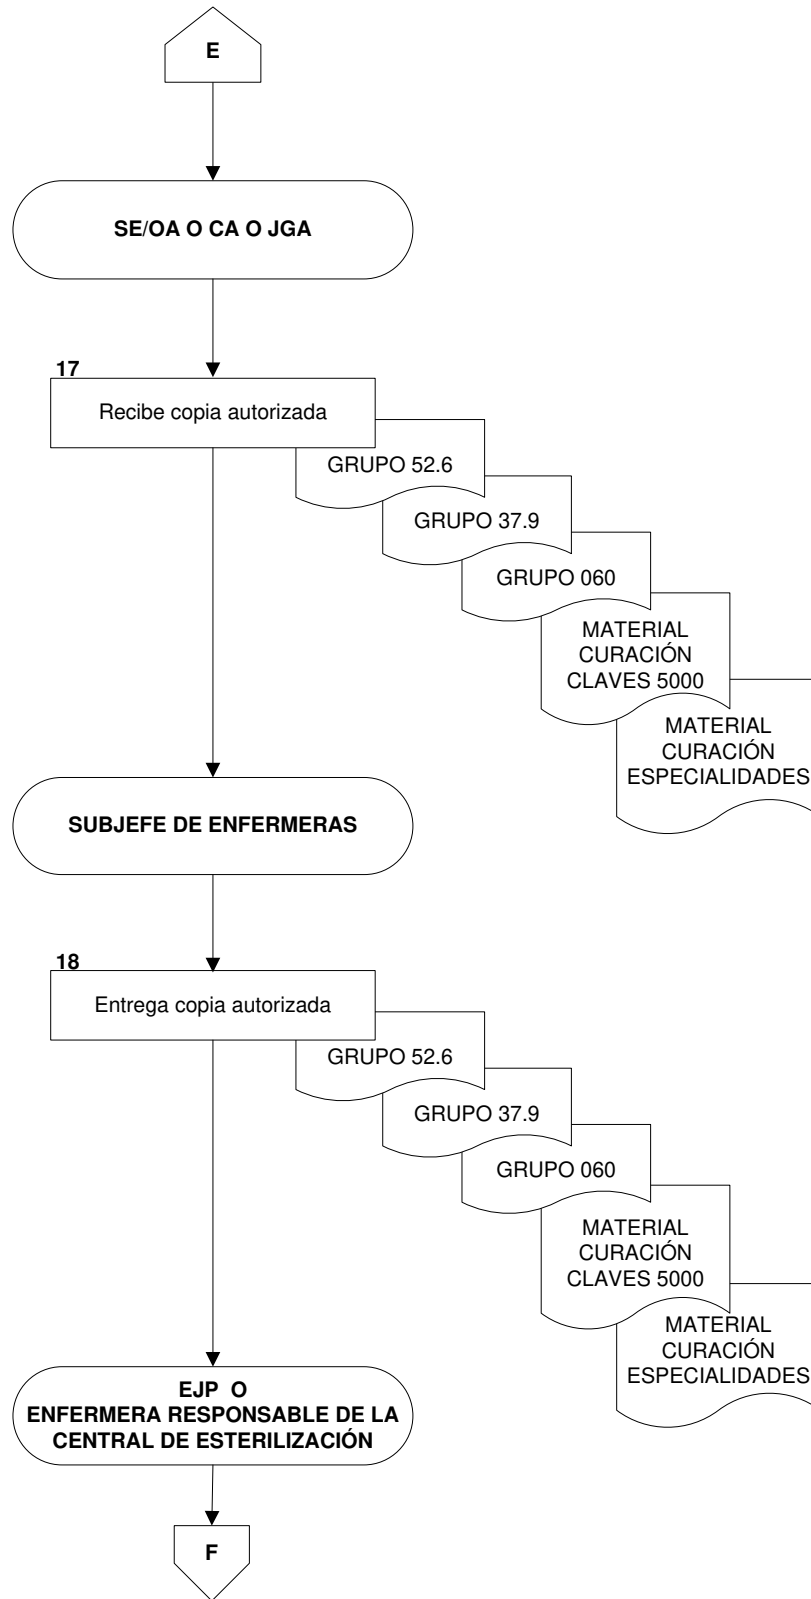 E
SE/OA O CA O JGA
17
Recibe copia autorizada
GRUPO 52.6
GRUPO 37.9
GRUPO 060
MATERIAL
CURACIÓN
CLAVES 5000
MATERIAL
CURACIÓN
ESPECIALIDADES
SUBJEFE DE ENFERMERAS
18
Entrega copia autorizada
GRUPO 52.6
GRUPO 37.9
GRUPO 060
MATERIAL
CURACIÓN
CLAVES 5000
MATERIAL
CURACIÓN
ESPECIALIDADES
EJP O
ENFERMERA RESPONSABLE DE LA
CENTRAL DE ESTERILIZACIÓN
F